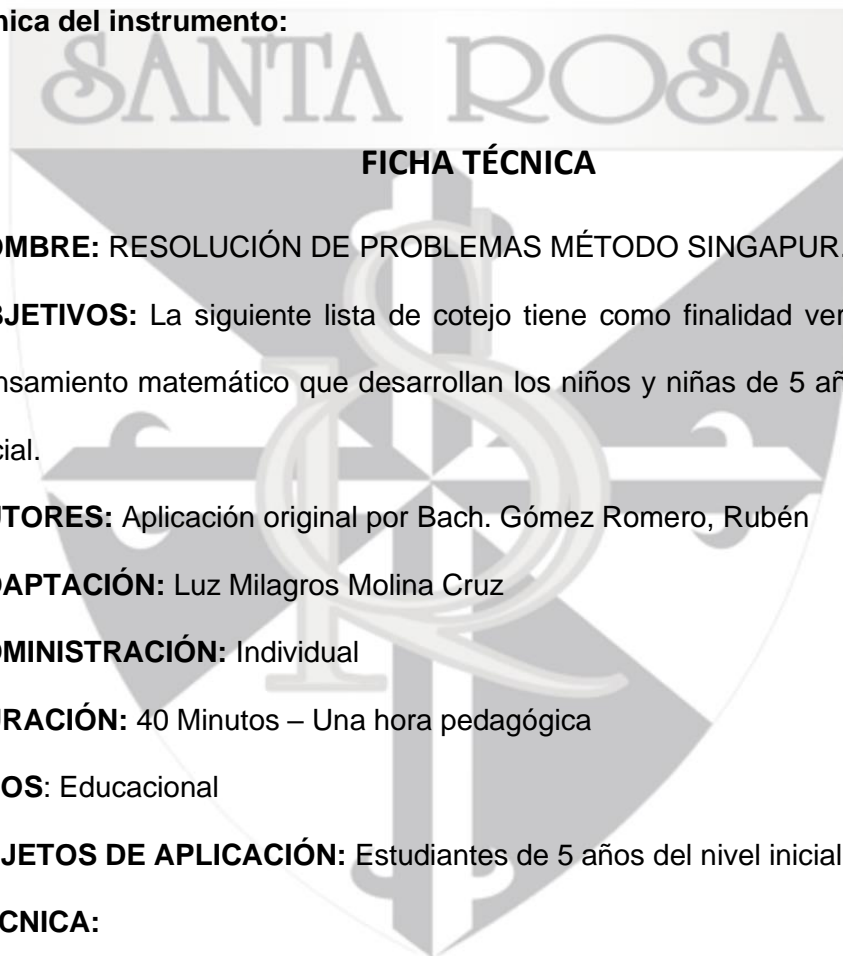 nica del instrumento:
SANTA ROSA
FICHA TÉCNICA
OMBRE: RESOLUCIÓN DE PROBLEMAS MÉTODO SINGAPUR.
BJETIVOS: La siguiente lista de cotejo tiene como finalidad ver
ensamiento matemático que desarrollan los niños y niñas de 5 añ
cial.
UTORES: Aplicación original por Bach. Gómez Romero, Rubén
DAPTACIÓN: Luz Milagros Molina Cruz
DMINISTRACIÓN: Individual
URACIÓN: 40 Minutos – Una hora pedagógica
OS: Educacional
JETOS DE APLICACIÓN: Estudiantes de 5 años del nivel inicial
CNICA: